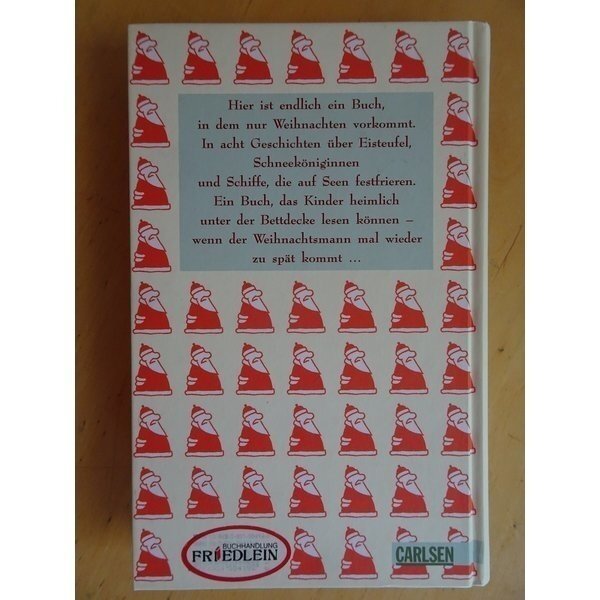 Hier ist endlich ein Buch,
in dem nur Weihnachten vorkommt.
In acht Geschichten über Eisteufel,
Schneeköniginnen
und Schiffe, die auf Seen festfrieren.
Ein Buch, das Kinder heimlich
unter der Bettdecke lesen können –
wenn der Weihnachtsmann mal wieder
zu spät kommt ...
BUCHHANDLUNG
FRIEDLEIN
CARLSEN